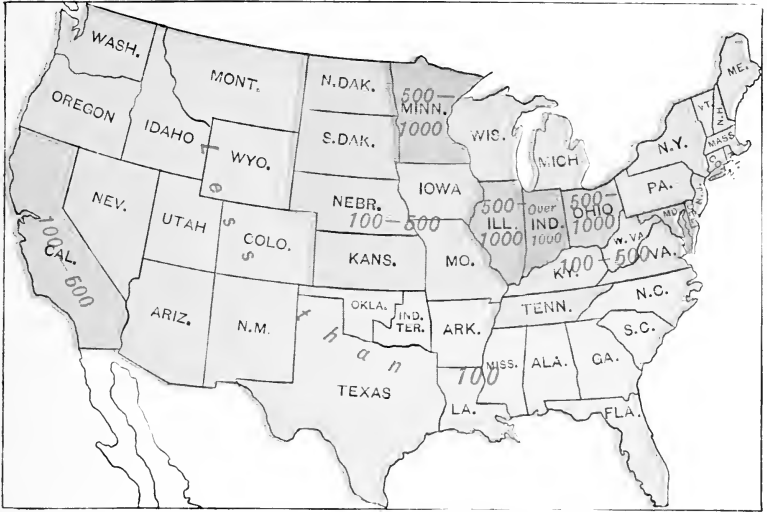 WASH.
MONT.
N.DAK.
500-
MINN.
1000
ME.
OREGON
IDAHO
S.DAK.
WIS.
MICH
VT.
N.H.
MASS
N.Y.
WYO.
IOWA
PA.
N.J.
NEV.
UTAH
COLO.
NEBR.
100-500
500-
ILL.
1000
Over
IND.
1000
500-
OHIO
1000
MD.
W.VA
CAL.
100-500
Less
than
100
KANS.
MO.
KY.
100-500
VA.
ARIZ.
N.M.
OKLA.
IND.
TER.
ARK.
TENN.
N.C.
S.C.
TEXAS
LA.
MISS.
ALA.
GA.
FLA.